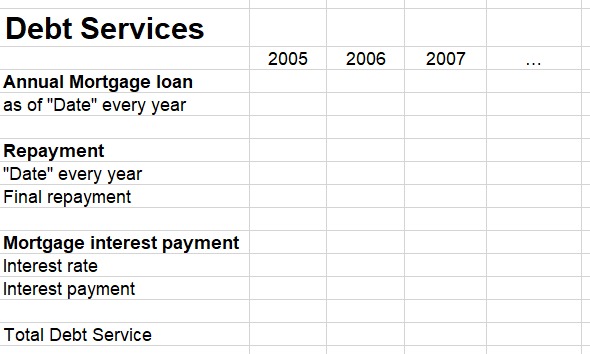 Debt Services
2005 2006 2007 ...
Annual Mortgage loan
as of "Date" every year
Repayment
"Date" every year
Final repayment
Mortgage interest payment
Interest rate
Interest payment
Total Debt Service